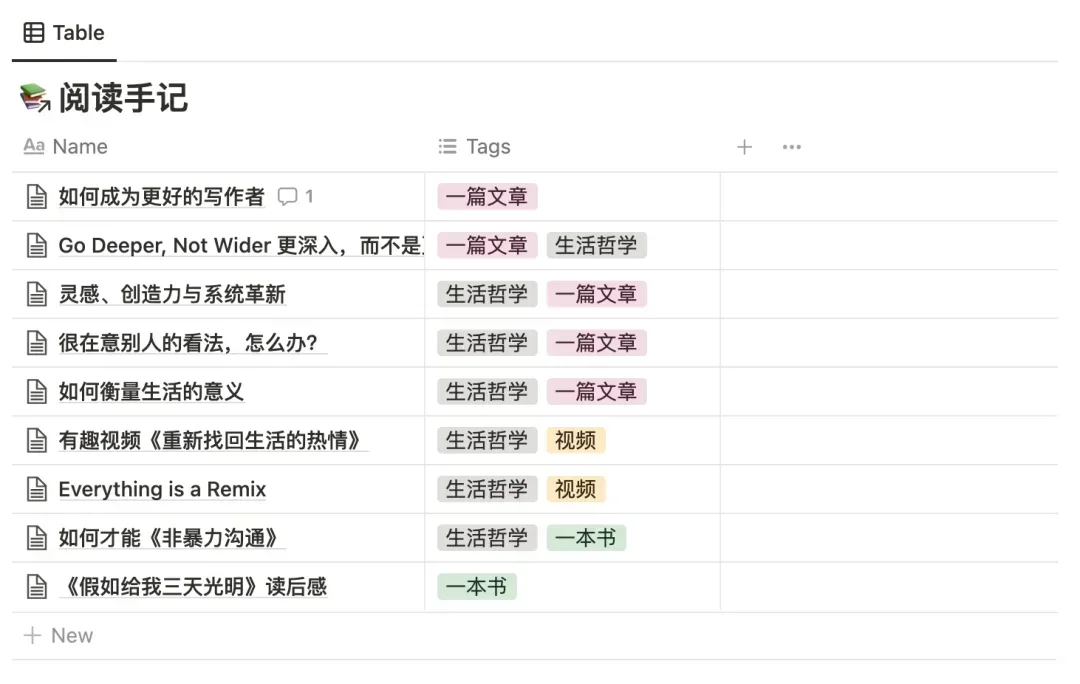 Table
阅读手记
Aa Name Tags
如何成为更好的写作者 1 一篇文章
Go Deeper, Not Wider 更深入，而不是 一篇文章 生活哲学
灵感、创造力与系统革新 生活哲学 一篇文章
很在意别人的看法，怎么办？ 生活哲学 一篇文章
如何衡量生活的意义 生活哲学 一篇文章
有趣视频《重新找回生活的热情》 生活哲学 视频
Everything is a Remix 生活哲学 视频
如何才能《非暴力沟通》 生活哲学 一本书
《假如给我三天光明》读后感 一本书
+ New